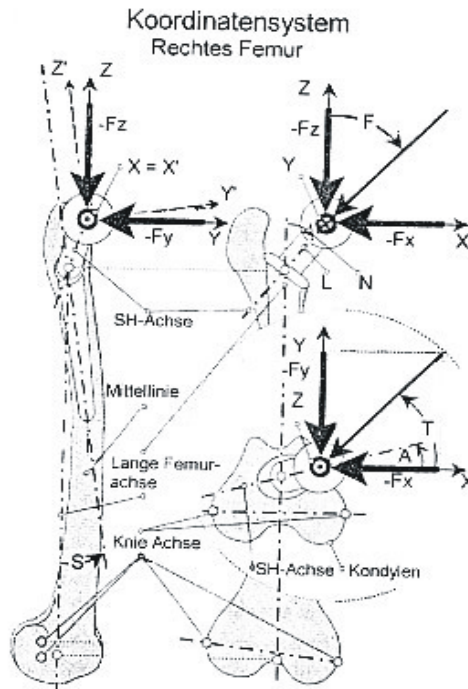 Koordinatensystem
Rechtes Femur
Z'
Z
Z
-Fz
-Fz
F
X = X'
Y
Y'
-Fy
Y
-Fx
X
L
N
SH-Achse
Y
-Fy
Mittellinie
Z
T
A
Lange Femur-
achse
-Fx
X
Knie Achse
-S
SH-Achse
Kondylen